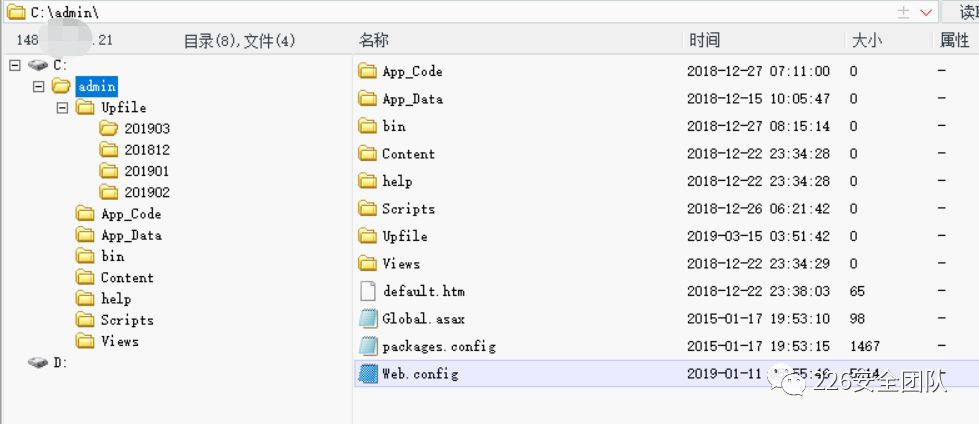 C:\admin\ 读
148 .21 目录(8),文件(4) 名称 时间 大小 属性
C:
admin
Upfile
201903
201812
201901
201902
App_Code
App_Data
bin
Content
help
Scripts
Views
D:
App_Code 2018-12-27 07:11:00 0 -
App_Data 2018-12-15 10:05:47 0 -
bin 2018-12-27 08:15:14 0 -
Content 2018-12-22 23:34:28 0 -
help 2018-12-22 23:34:28 0 -
Scripts 2018-12-26 06:21:42 0 -
Upfile 2019-03-15 03:51:42 0 -
Views 2018-12-22 23:34:29 0 -
default.htm 2018-12-22 23:38:03 65 -
Global.asax 2015-01-17 19:53:10 98 -
packages.config 2015-01-17 19:53:15 1467 -
Web.config 2019-01-11 -
226安全团队